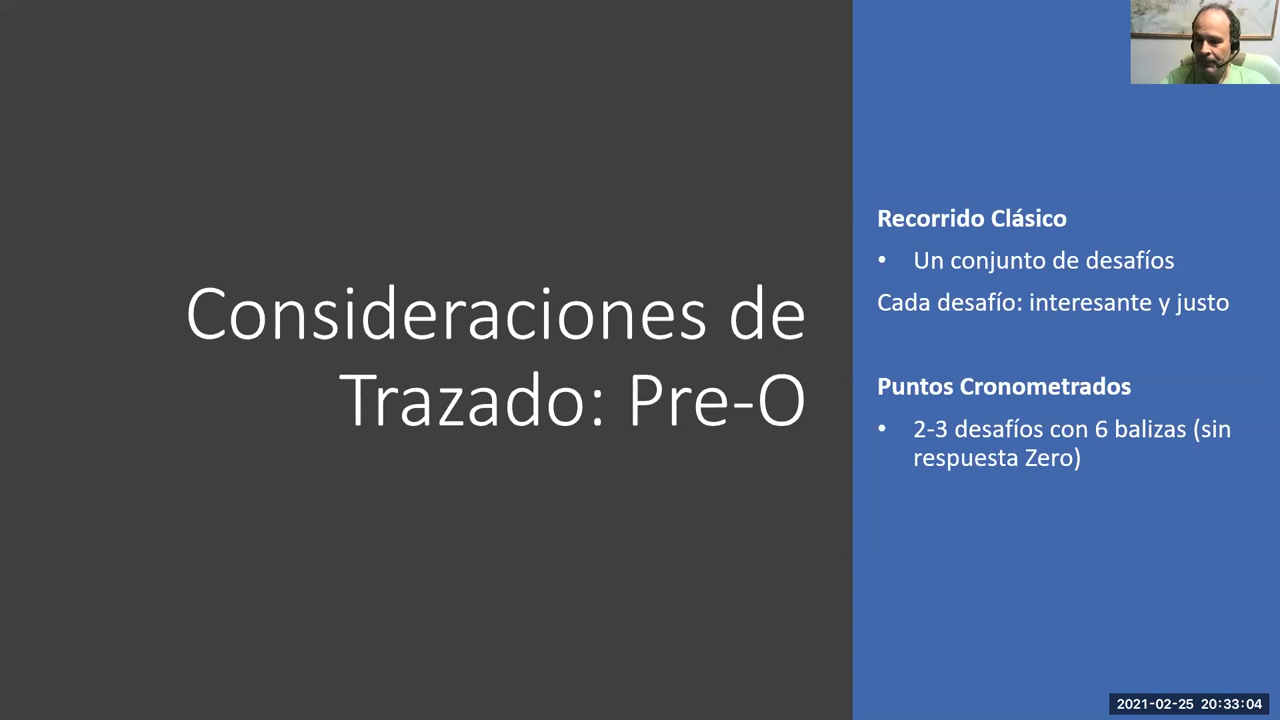 Consideraciones de
Trazado: Pre-O
Recorrido Clásico
• Un conjunto de desafíos
Cada desafío: interesante y justo
Puntos Cronometrados
• 2-3 desafíos con 6 balizas (sin
respuesta Zero)
2021-02-25 20:33:04